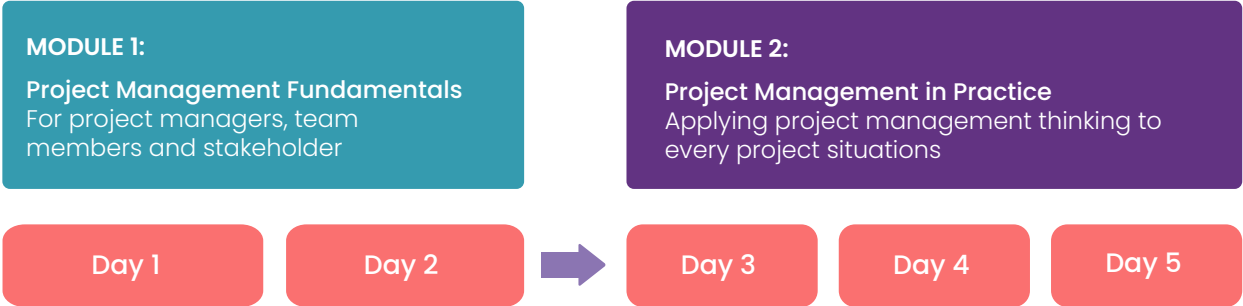 MODULE 1:
Project Management Fundamentals
For project managers, team
members and stakeholder
MODULE 2:
Project Management in Practice
Applying project management thinking to
every project situations
Day 1
Day 2
Day 3
Day 4
Day 5